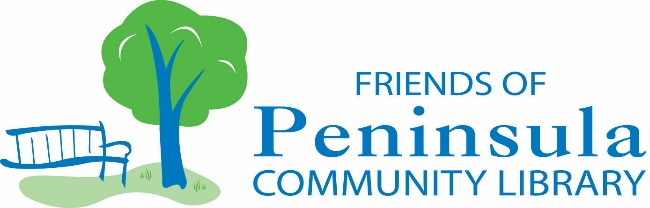 FRIENDS OF
Peninsula
COMMUNITY LIBRARY